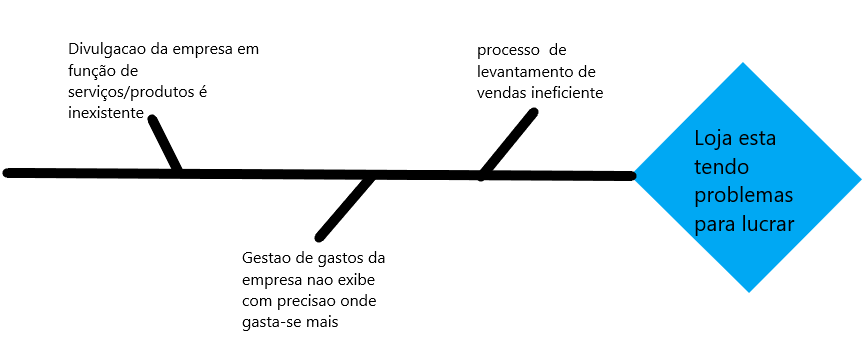 Divulgacao da empresa em
função de
serviços/produtos é
inexistente
processo de
levantamento de
vendas ineficiente
Loja esta
tendo
problemas
para lucrar
Gestao de gastos da
empresa nao exibe
com precisao onde
gasta-se mais